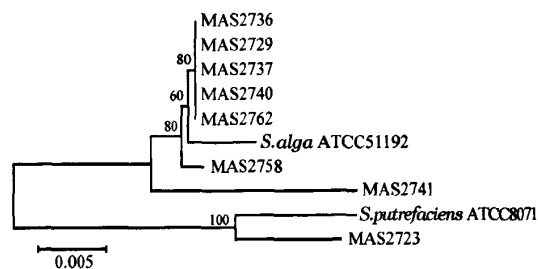 MAS2736
MAS2729
80
MAS2737
MAS2740
60
MAS2762
80
S.alga ATCC51192
MAS2758
MAS2741
S.putrefaciens ATCC8071
100
MAS2723
0.005